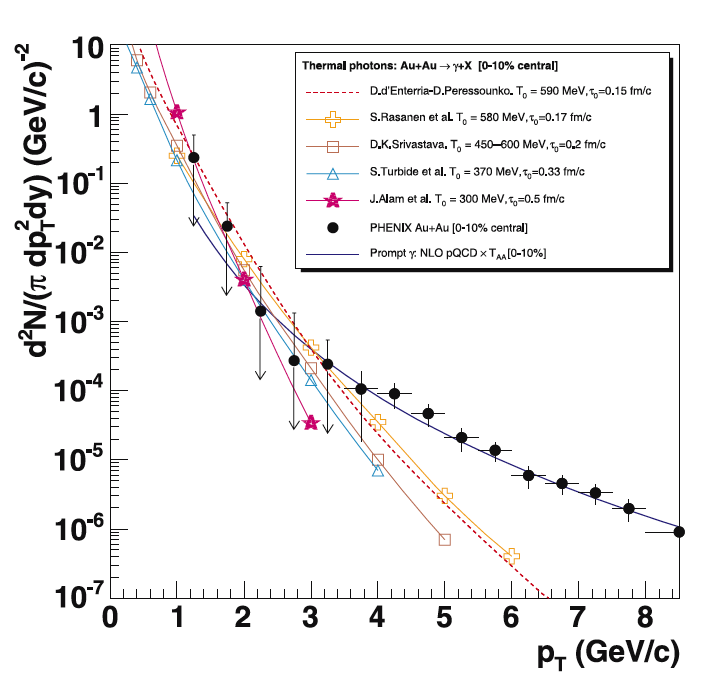 d²N/(π dp²_T dy) (GeV/c)⁻²
10
1
10⁻¹
10⁻²
10⁻³
10⁻⁴
10⁻⁵
10⁻⁶
10⁻⁷
Thermal photons: Au+Au → γ+X [0-10% central]
D.d'Enterria-D.Peressounko. T₀ = 590 MeV, τ₀=0.15 fm/c
S.Rasanen et al. T₀ = 580 MeV, τ₀=0.17 fm/c
D.K.Srivastava. T₀ = 450–600 MeV, τ₀=0.2 fm/c
S.Turbide et al. T₀ = 370 MeV, τ₀=0.33 fm/c
J.Alam et al. T₀ = 300 MeV, τ₀=0.5 fm/c
PHENIX Au+Au [0-10% central]
Prompt γ: NLO pQCD × T_AA [0-10%]
0 1 2 3 4 5 6 7 8
p_T (GeV/c)